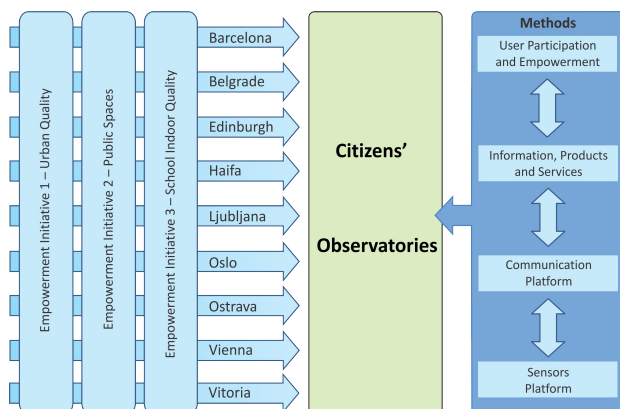 Empowerment Initiative 1 – Urban Quality
Empowerment Initiative 2 – Public Spaces
Empowerment Initiative 3 – School Indoor Quality
Barcelona
Belgrade
Edinburgh
Haifa
Ljubljana
Oslo
Ostrava
Vienna
Vitoria
Citizens’
Observatories
Methods
User Participation
and Empowerment
Information, Products
and Services
Communication
Platform
Sensors
Platform